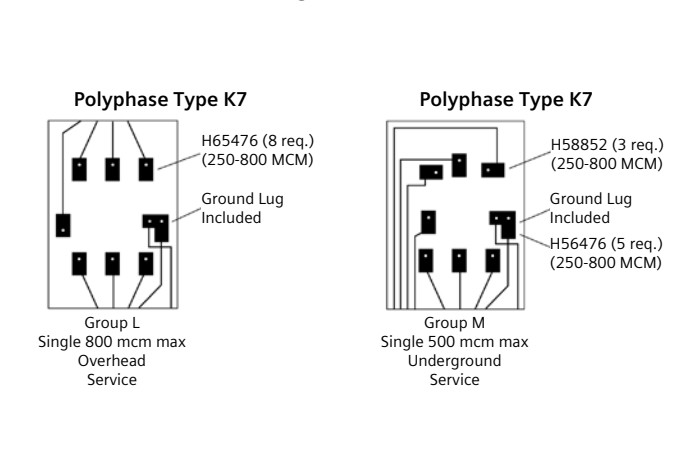 Polyphase Type K7
H65476 (8 req.)
(250-800 MCM)
Ground Lug
Included
Group L
Single 800 mcm max
Overhead
Service
Polyphase Type K7
H58852 (3 req.)
(250-800 MCM)
Ground Lug
Included
H56476 (5 req.)
(250-800 MCM)
Group M
Single 500 mcm max
Underground
Service